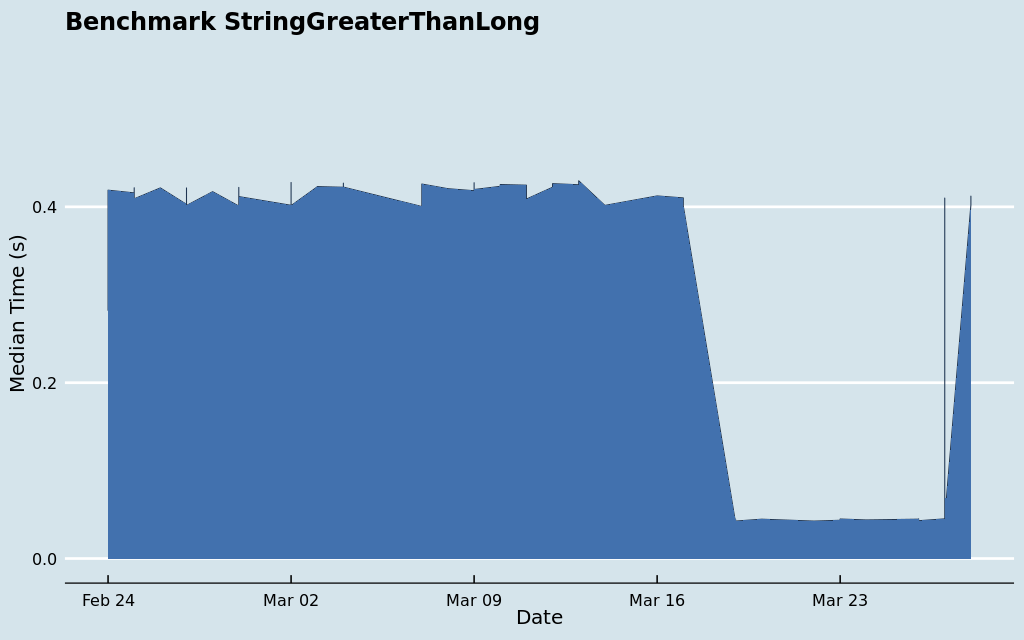 Benchmark StringGreaterThanLong
Median Time (s)
0.4
0.2
0.0
Feb 24
Mar 02
Mar 09
Mar 16
Mar 23
Date